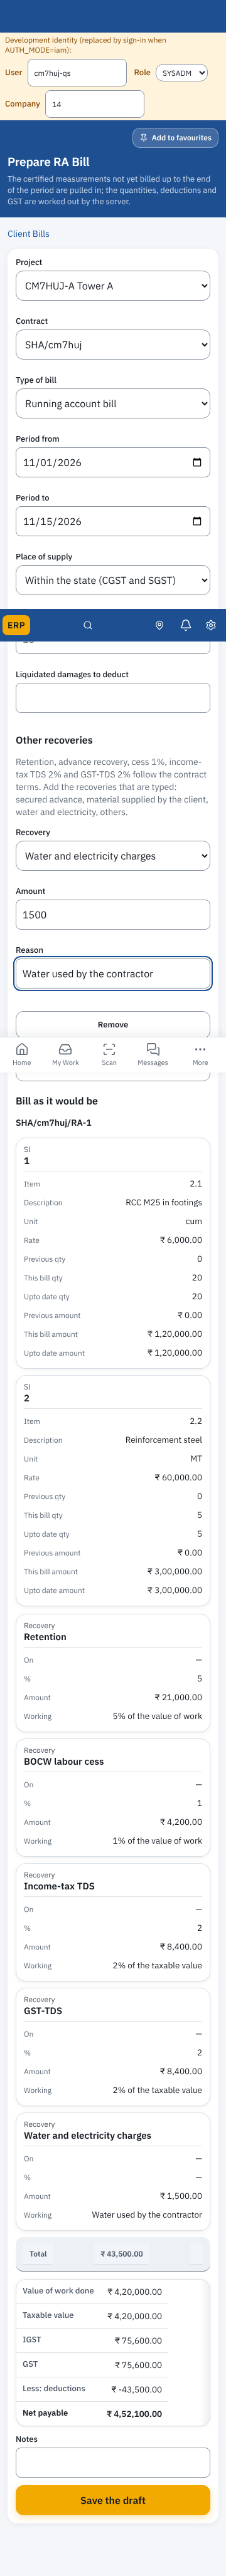 Development identity (replaced by sign-in when
AUTH_MODE=iam):
User cm7huj-qs Role SYSADM
Company 14
Add to favourites
Prepare RA Bill
The certified measurements not yet billed up to the end
of the period are pulled in; the quantities, deductions and
GST are worked out by the server.
Client Bills
Project
CM7HUJ-A Tower A
Contract
SHA/cm7huj
Type of bill
Running account bill
Period from
11/01/2026
Period to
11/15/2026
Place of supply
Within the state (CGST and SGST)
ERP
Liquidated damages to deduct
Other recoveries
Retention, advance recovery, cess 1%, income-
tax TDS 2% and GST-TDS 2% follow the contract
terms. Add the recoveries that are typed:
secured advance, material supplied by the client,
water and electricity, others.
Recovery
Water and electricity charges
Amount
1500
Reason
Water used by the contractor
Remove
Home My Work Scan Messages More
Bill as it would be
SHA/cm7huj/RA-1
Sl
1
Item 2.1
Description RCC M25 in footings
Unit cum
Rate ₹ 6,000.00
Previous qty 0
This bill qty 20
Upto date qty 20
Previous amount ₹ 0.00
This bill amount ₹ 1,20,000.00
Upto date amount ₹ 1,20,000.00
Sl
2
Item 2.2
Description Reinforcement steel
Unit MT
Rate ₹ 60,000.00
Previous qty 0
This bill qty 5
Upto date qty 5
Previous amount ₹ 0.00
This bill amount ₹ 3,00,000.00
Upto date amount ₹ 3,00,000.00
Recovery
Retention
On —
% 5
Amount ₹ 21,000.00
Working 5% of the value of work
Recovery
BOCW labour cess
On —
% 1
Amount ₹ 4,200.00
Working 1% of the value of work
Recovery
Income-tax TDS
On —
% 2
Amount ₹ 8,400.00
Working 2% of the taxable value
Recovery
GST-TDS
On —
% 2
Amount ₹ 8,400.00
Working 2% of the taxable value
Recovery
Water and electricity charges
On —
% —
Amount ₹ 1,500.00
Working Water used by the contractor
Total ₹ 43,500.00
Value of work done ₹ 4,20,000.00
Taxable value ₹ 4,20,000.00
IGST ₹ 75,600.00
GST ₹ 75,600.00
Less: deductions ₹ -43,500.00
Net payable ₹ 4,52,100.00
Notes
Save the draft